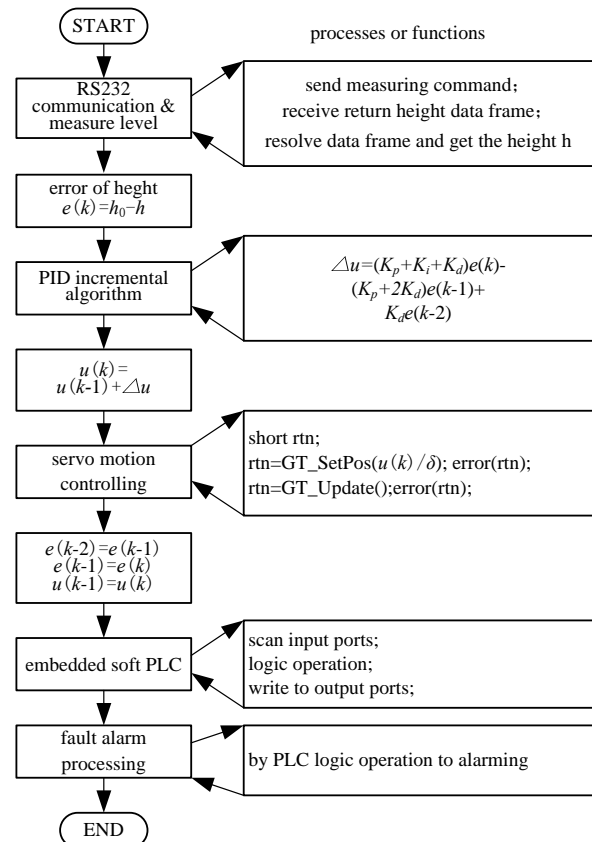 START
processes or functions
RS232
communication &
measure level
send measuring command；
receive return height data frame；
resolve data frame and get the height h
error of heght
e(k)=h₀−h
PID incremental
algorithm
△u=(Kₚ+Kᵢ+K_d)e(k)-
(Kₚ+2K_d)e(k-1)+
K_de(k-2)
u(k)=
u(k-1)+△u
servo motion
controlling
short rtn;
rtn=GT_SetPos(u(k)/δ); error(rtn);
rtn=GT_Update();error(rtn);
e(k-2)=e(k-1)
e(k-1)=e(k)
u(k-1)=u(k)
embedded soft PLC
scan input ports;
logic operation;
write to output ports;
fault alarm
processing
by PLC logic operation to alarming
END